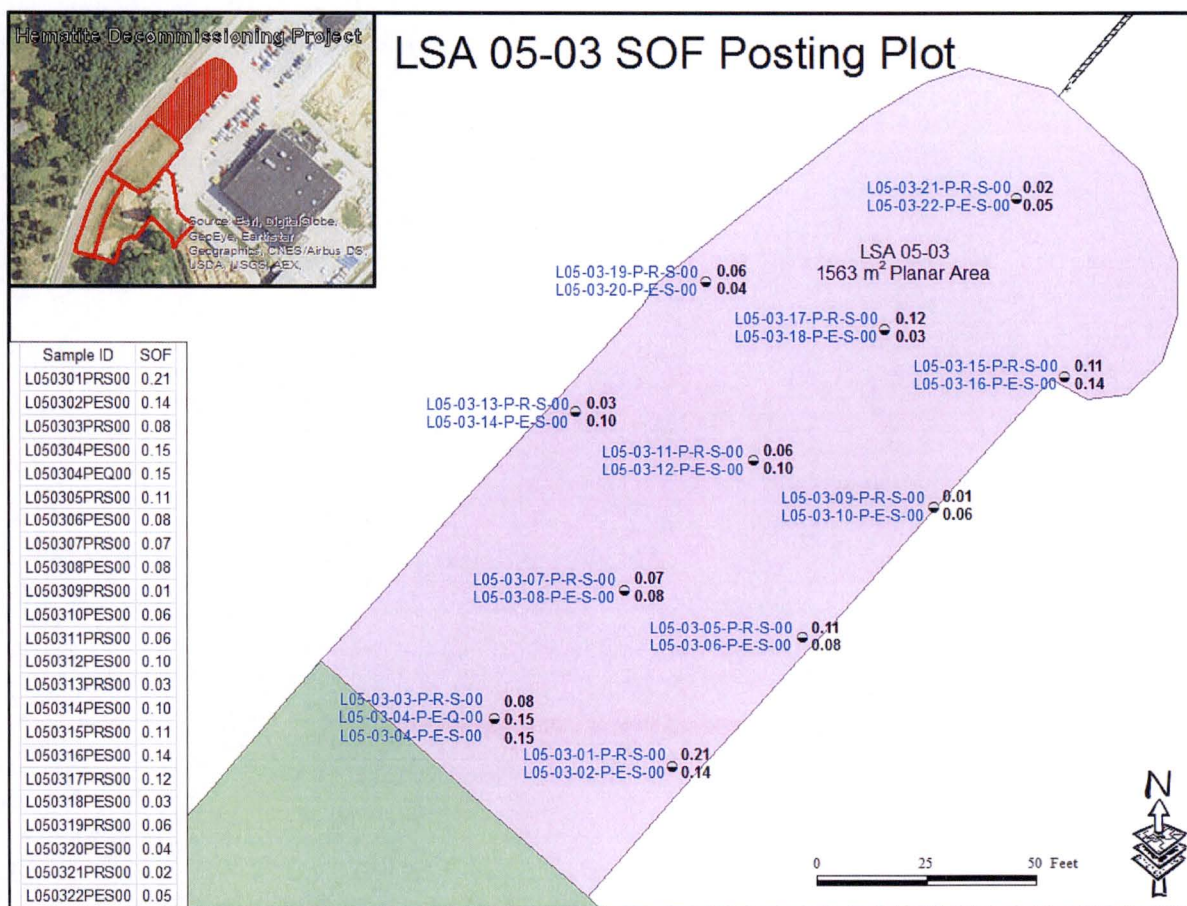 Hematite Decommissioning Project
Source: Esri, DigitalGlobe,
GeoEye, Earthstar
Geographics, CNES/Airbus DS,
USDA, USGS, AEX,
LSA 05-03 SOF Posting Plot
L05-03-21-P-R-S-00 0.02
L05-03-22-P-E-S-00 0.05
LSA 05-03
1563 m² Planar Area
L05-03-19-P-R-S-00 0.06
L05-03-20-P-E-S-00 0.04
L05-03-17-P-R-S-00 0.12
L05-03-18-P-E-S-00 0.03
L05-03-15-P-R-S-00 0.11
L05-03-16-P-E-S-00 0.14
L05-03-13-P-R-S-00 0.03
L05-03-14-P-E-S-00 0.10
L05-03-11-P-R-S-00 0.06
L05-03-12-P-E-S-00 0.10
L05-03-09-P-R-S-00 0.01
L05-03-10-P-E-S-00 0.06
L05-03-07-P-R-S-00 0.07
L05-03-08-P-E-S-00 0.08
L05-03-05-P-R-S-00 0.11
L05-03-06-P-E-S-00 0.08
L05-03-03-P-R-S-00 0.08
L05-03-04-P-E-Q-00 0.15
L05-03-04-P-E-S-00 0.15
L05-03-01-P-R-S-00 0.21
L05-03-02-P-E-S-00 0.14
Sample ID SOF
L050301PRS00 0.21
L050302PES00 0.14
L050303PRS00 0.08
L050304PES00 0.15
L050304PEQ00 0.15
L050305PRS00 0.11
L050306PES00 0.08
L050307PRS00 0.07
L050308PES00 0.08
L050309PRS00 0.01
L050310PES00 0.06
L050311PRS00 0.06
L050312PES00 0.10
L050313PRS00 0.03
L050314PES00 0.10
L050315PRS00 0.11
L050316PES00 0.14
L050317PRS00 0.12
L050318PES00 0.03
L050319PRS00 0.06
L050320PES00 0.04
L050321PRS00 0.02
L050322PES00 0.05
N
0 25 50 Feet